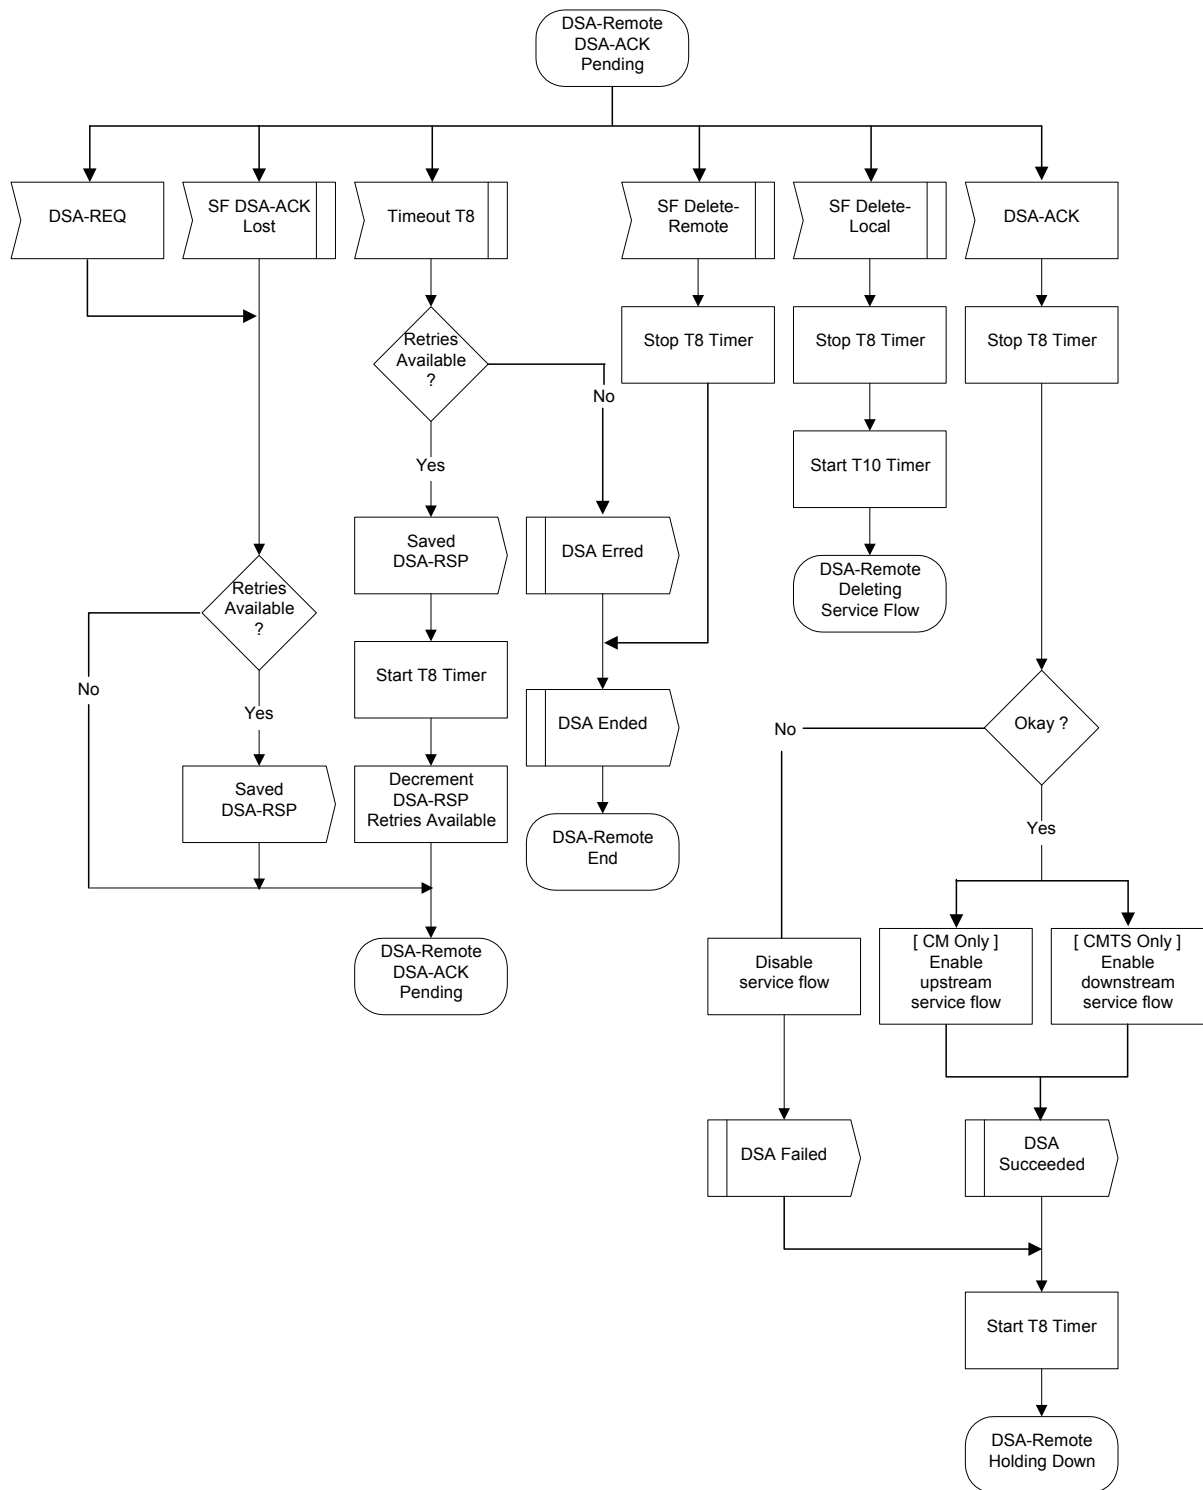 DSA-Remote
DSA-ACK
Pending
DSA-REQ
SF DSA-ACK
Lost
Timeout T8
SF Delete-
Remote
SF Delete-
Local
DSA-ACK
Retries
Available
?
Stop T8 Timer
Stop T8 Timer
Stop T8 Timer
No
Yes
Start T10 Timer
Saved
DSA-RSP
DSA Erred
Retries
Available
?
DSA-Remote
Deleting
Service Flow
No
Yes
Start T8 Timer
DSA Ended
Okay ?
No
Saved
DSA-RSP
Decrement
DSA-RSP
Retries Available
DSA-Remote
End
Yes
DSA-Remote
DSA-ACK
Pending
Disable
service flow
[ CM Only ]
Enable
upstream
service flow
[ CMTS Only ]
Enable
downstream
service flow
DSA Failed
DSA
Succeeded
Start T8 Timer
DSA-Remote
Holding Down